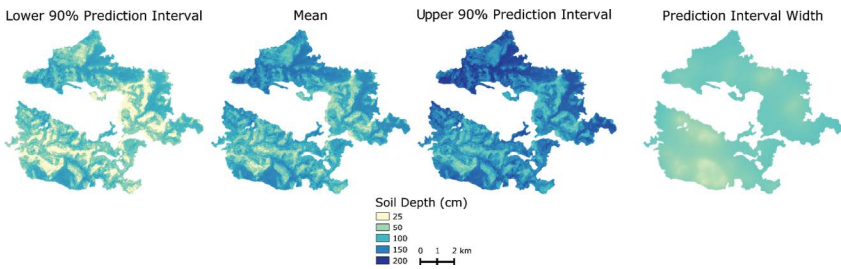 Lower 90% Prediction Interval
Mean
Upper 90% Prediction Interval
Prediction Interval Width
Soil Depth (cm)
25
50
100
150
200
0 1 2 km